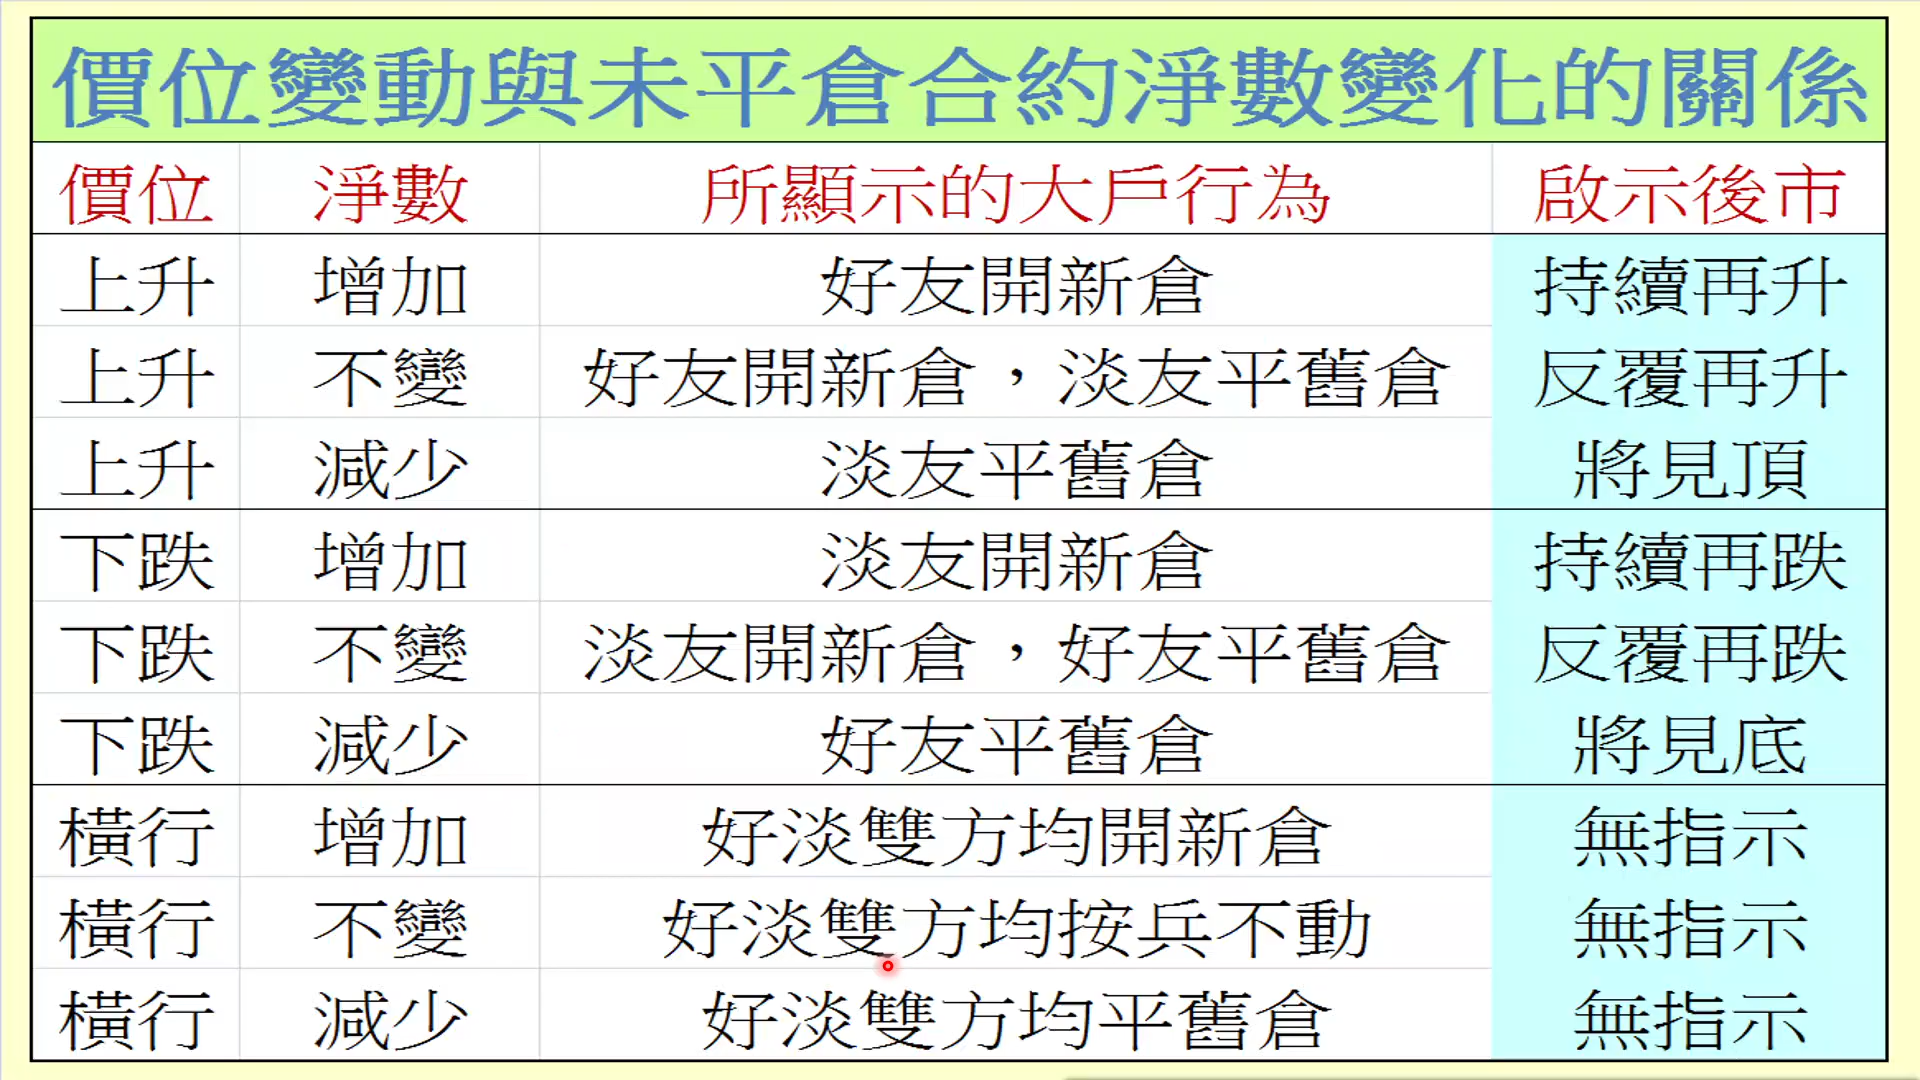 價位變動與未平倉合約淨數變化的關係
價位 淨數 所顯示的大戶行為 啟示後市
上升 增加 好友開新倉 持續再升
上升 不變 好友開新倉，淡友平舊倉 反覆再升
上升 減少 淡友平舊倉 將見頂
下跌 增加 淡友開新倉 持續再跌
下跌 不變 淡友開新倉，好友平舊倉 反覆再跌
下跌 減少 好友平舊倉 將見底
橫行 增加 好淡雙方均開新倉 無指示
橫行 不變 好淡雙方均按兵不動 無指示
橫行 減少 好淡雙方均平舊倉 無指示